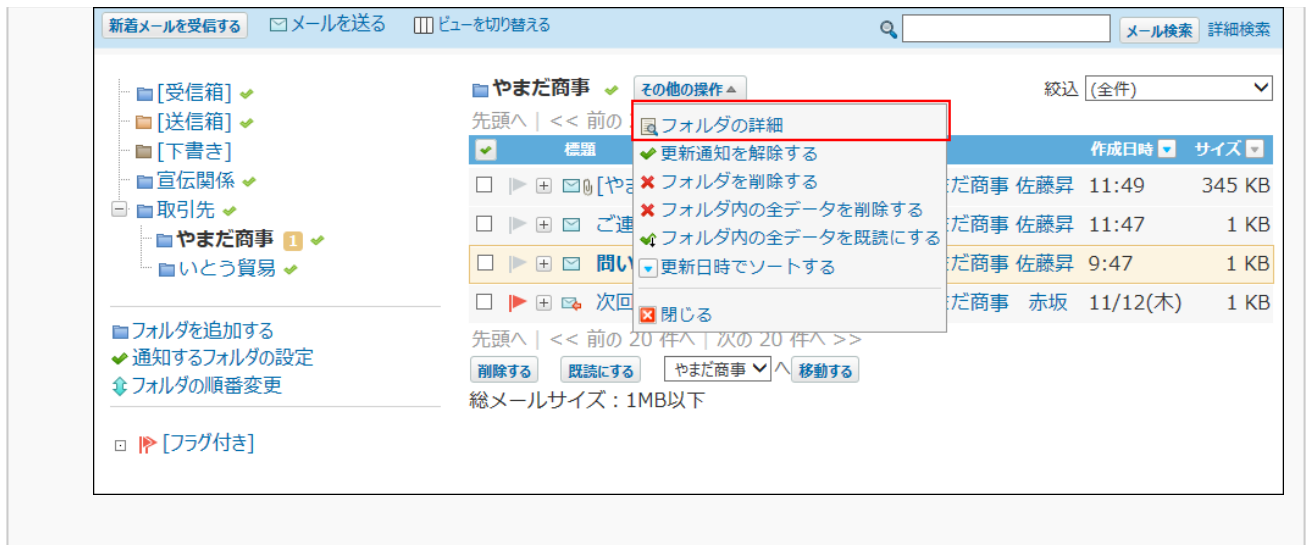 新着メールを受信する メールを送る ビューを切り替える メール検索 詳細検索
[受信箱]
[送信箱]
[下書き]
宣伝関係
取引先
やまだ商事 1
いとう貿易
フォルダを追加する
通知するフォルダの設定
フォルダの順番変更
[フラグ付き]
やまだ商事 その他の操作 絞込 (全件)
先頭へ | << 前の
フォルダの詳細
更新通知を解除する
フォルダを削除する
フォルダ内の全データを削除する
フォルダ内の全データを既読にする
更新日時でソートする
閉じる
標題 作成日時 サイズ
[やま だ商事 佐藤昇 11:49 345 KB
ご連 だ商事 佐藤昇 11:47 1 KB
問い だ商事 佐藤昇 9:47 1 KB
次回 だ商事 赤坂 11/12(木) 1 KB
先頭へ | << 前の 20 件へ | 次の 20 件へ >>
削除する 既読にする やまだ商事 へ 移動する
総メールサイズ：1MB以下